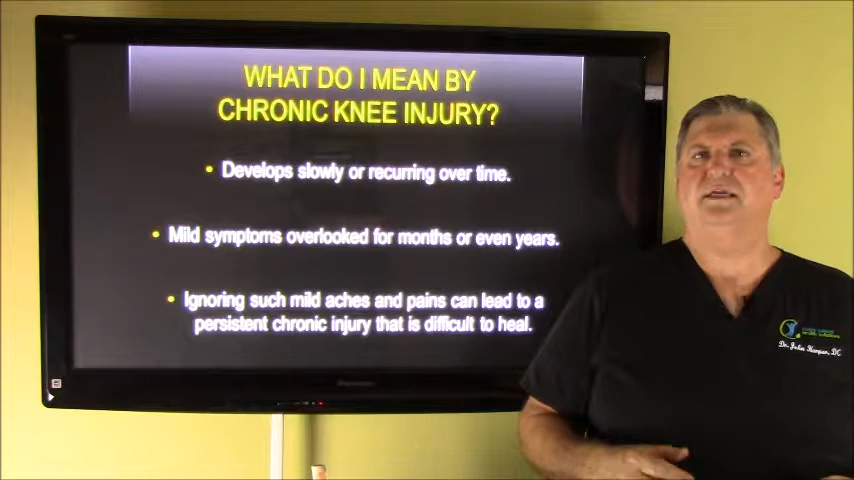 WHAT DO I MEAN BY
CHRONIC KNEE INJURY?
• Develops slowly or recurring over time.
• Mild symptoms overlooked for months or even years.
• Ignoring such mild aches and pains can lead to a
persistent chronic injury that is difficult to heal.
Dr. John Hampar, DC